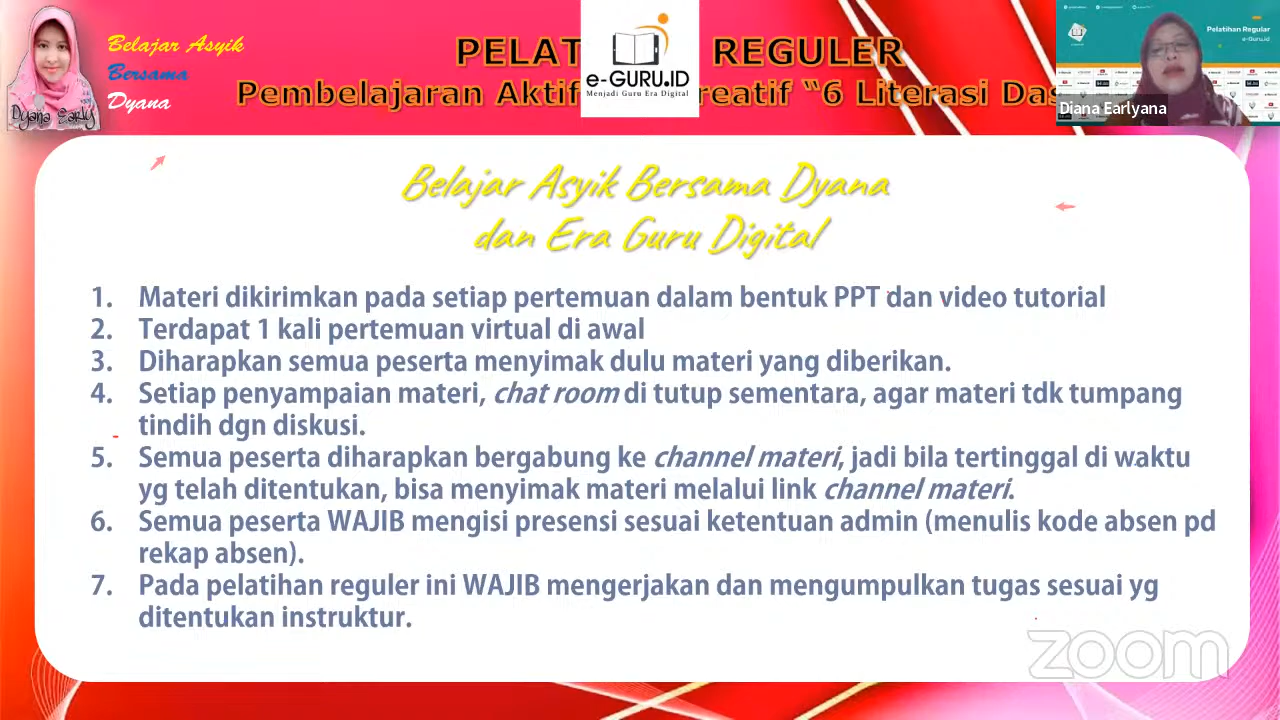 Belajar Asyik
Bersama
Dyana
Dyana Early
PELAT REGULER
Pembelajaran Aktif reatif “6 Literasi Das
e-GURU.ID
Menjadi Guru Era Digital
Pelatihan Regular
e-Guru.id
Diana Earlyana
Belajar Asyik Bersama Dyana
dan Era Guru Digital
1. Materi dikirimkan pada setiap pertemuan dalam bentuk PPT dan video tutorial
2. Terdapat 1 kali pertemuan virtual di awal
3. Diharapkan semua peserta menyimak dulu materi yang diberikan.
4. Setiap penyampaian materi, chat room di tutup sementara, agar materi tdk tumpang
tindih dgn diskusi.
5. Semua peserta diharapkan bergabung ke channel materi, jadi bila tertinggal di waktu
yg telah ditentukan, bisa menyimak materi melalui link channel materi.
6. Semua peserta WAJIB mengisi presensi sesuai ketentuan admin (menulis kode absen pd
rekap absen).
7. Pada pelatihan reguler ini WAJIB mengerjakan dan mengumpulkan tugas sesuai yg
ditentukan instruktur.
zoom